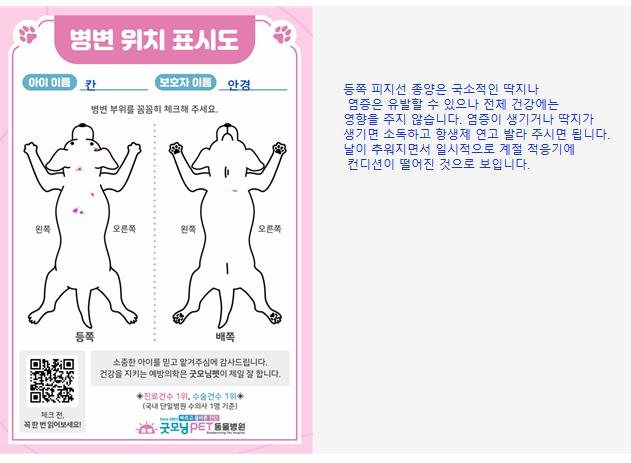 병변 위치 표시도
아이 이름 칸 보호자 이름 안경
병변 부위를 꼼꼼히 체크해 주세요.
왼쪽 오른쪽 왼쪽 오른쪽
등쪽 배쪽
체크 전,
꼭 한 번 읽어보세요!
소중한 아이를 믿고 맡겨주심에 감사드립니다.
건강을 지키는 예방의학은 굿모닝펫이 제일 잘 합니다.
◈진료건수 1위, 수술건수 1위◈
(국내 단일병원 수의사 1명 기준)
굿모닝PET동물병원
등쪽 피지선 종양은 국소적인 딱지나
염증은 유발할 수 있으나 전체 건강에는
영향을 주지 않습니다. 염증이 생기거나 딱지가
생기면 소독하고 항생제 연고 발라 주시면 됩니다.
날이 추워지면서 일시적으로 계절 적응기에
컨디션이 떨어진 것으로 보입니다.